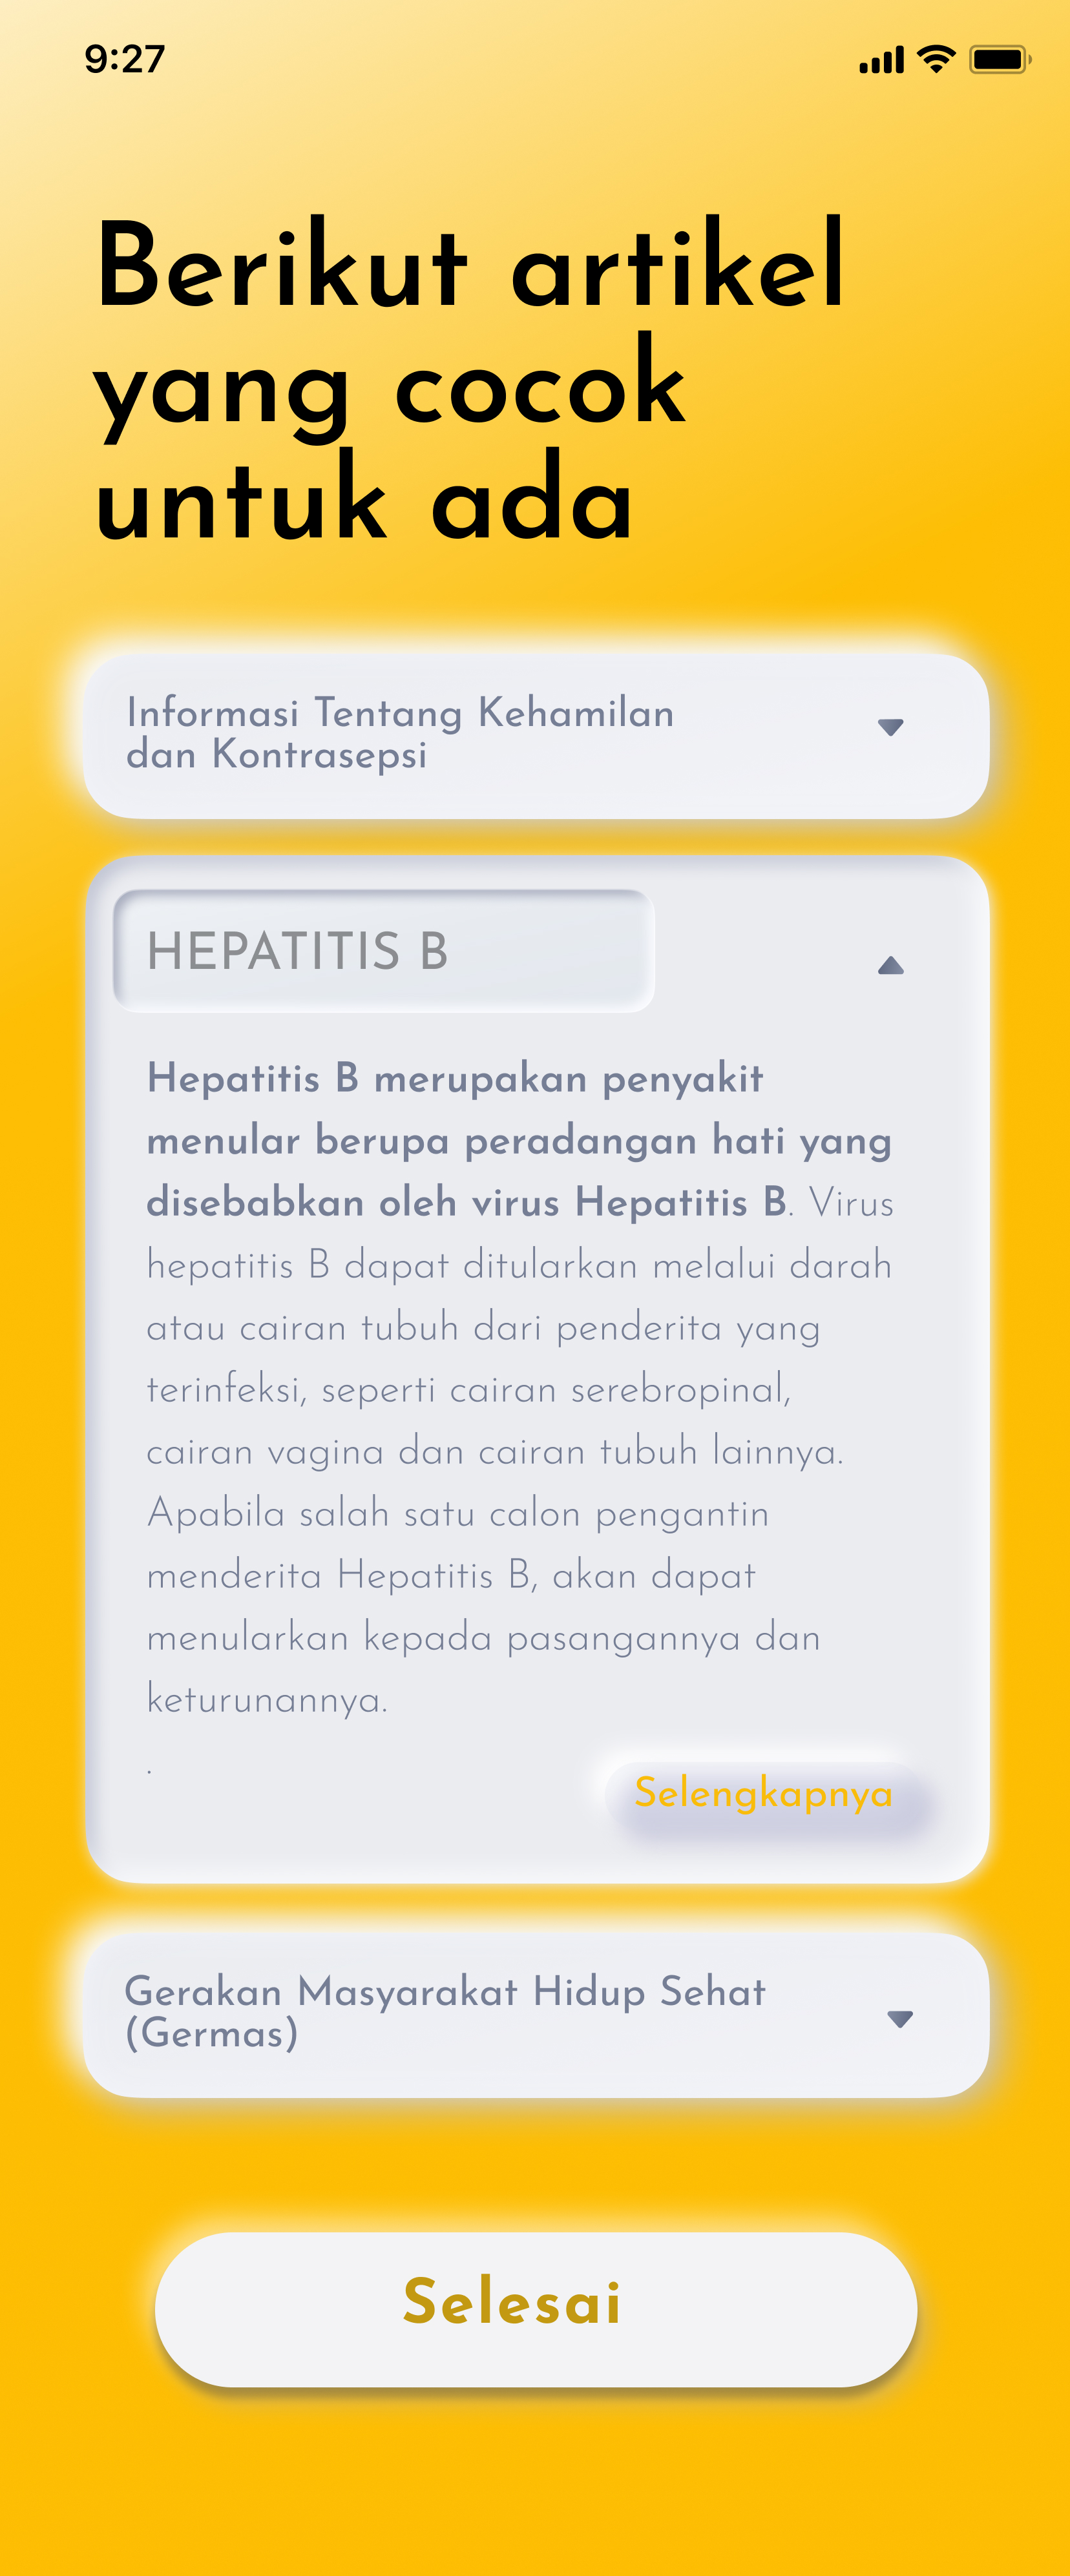 9:27
Berikut artikel
yang cocok
untuk ada
Informasi Tentang Kehamilan
dan Kontrasepsi
HEPATITIS B
Hepatitis B merupakan penyakit
menular berupa peradangan hati yang
disebabkan oleh virus Hepatitis B. Virus
hepatitis B dapat ditularkan melalui darah
atau cairan tubuh dari penderita yang
terinfeksi, seperti cairan serebropinal,
cairan vagina dan cairan tubuh lainnya.
Apabila salah satu calon pengantin
menderita Hepatitis B, akan dapat
menularkan kepada pasangannya dan
keturunannya.
.
Selengkapnya
Gerakan Masyarakat Hidup Sehat
(Germas)
Selesai